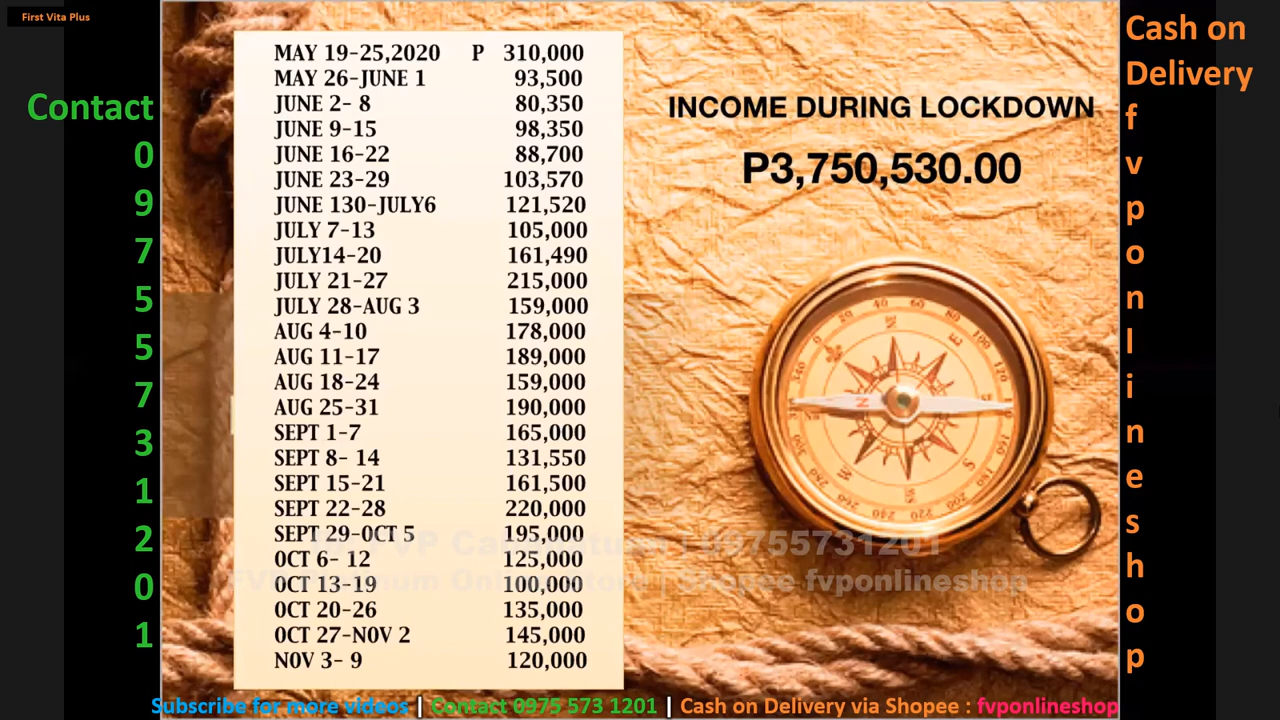 First Vita Plus
Contact
0
9
7
5
5
7
3
1
2
0
1
MAY 19-25,2020 P 310,000
MAY 26-JUNE 1 93,500
JUNE 2- 8 80,350
JUNE 9-15 98,350
JUNE 16-22 88,700
JUNE 23-29 103,570
JUNE 130-JULY6 121,520
JULY 7-13 105,000
JULY14-20 161,490
JULY 21-27 215,000
JULY 28-AUG 3 159,000
AUG 4-10 178,000
AUG 11-17 189,000
AUG 18-24 159,000
AUG 25-31 190,000
SEPT 1-7 165,000
SEPT 8- 14 131,550
SEPT 15-21 161,500
SEPT 22-28 220,000
SEPT 29-OCT 5 195,000
OCT 6- 12 125,000
OCT 13-19 100,000
OCT 20-26 135,000
OCT 27-NOV 2 145,000
NOV 3- 9 120,000
INCOME DURING LOCKDOWN
P3,750,530.00
FVP | 09755731201
FVP Online | Shopee fvponlineshop
Cash on
Delivery
f
v
p
o
n
l
i
n
e
s
h
o
p
Subscribe for more videos | Contact 0975 573 1201 | Cash on Delivery via Shopee : fvponlineshop